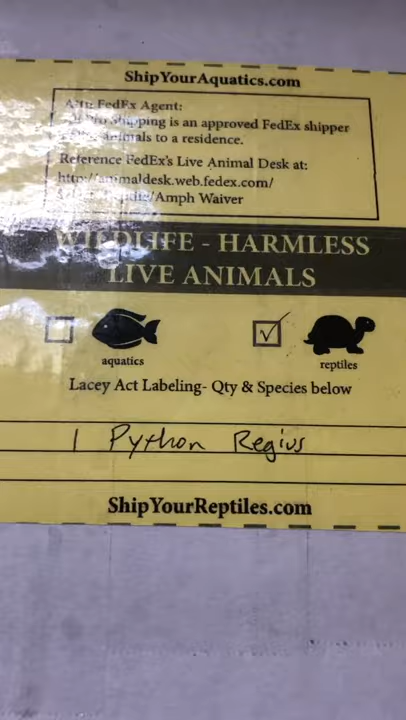 ShipYourAquatics.com
Attn FedEx Agent:
Shipping is an approved FedEx shipper
animals to a residence.
Reference FedEx's Live Animal Desk at:
http://animaldesk.web.fedex.com/
/Amph Waiver
WILDLIFE - HARMLESS
LIVE ANIMALS
aquatics
reptiles
Lacey Act Labeling- Qty & Species below
1 Python Regius
ShipYourReptiles.com